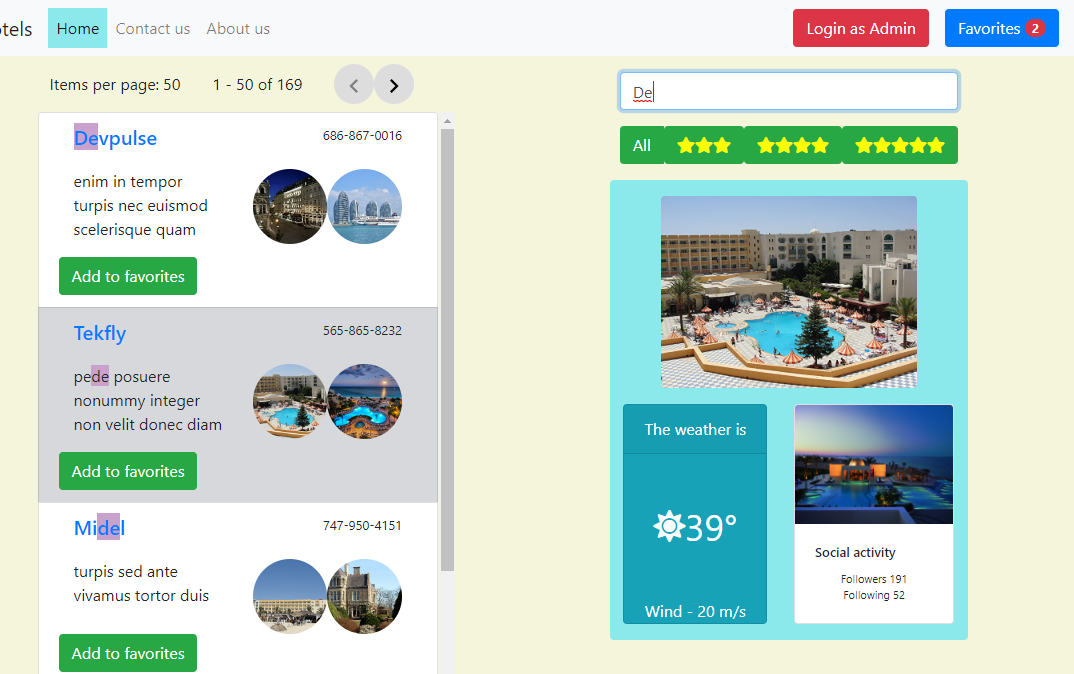 otels Home Contact us About us Login as Admin Favorites 2
Items per page: 50 1 - 50 of 169
De
All
Devpulse 686-867-0016
enim in tempor
turpis nec euismod
scelerisque quam
Add to favorites
Tekfly 565-865-8232
pede posuere
nonummy integer
non velit donec diam
Add to favorites
Midel 747-950-4151
turpis sed ante
vivamus tortor duis
Add to favorites
The weather is
39°
Wind - 20 m/s
Social activity
Followers 191
Following 52